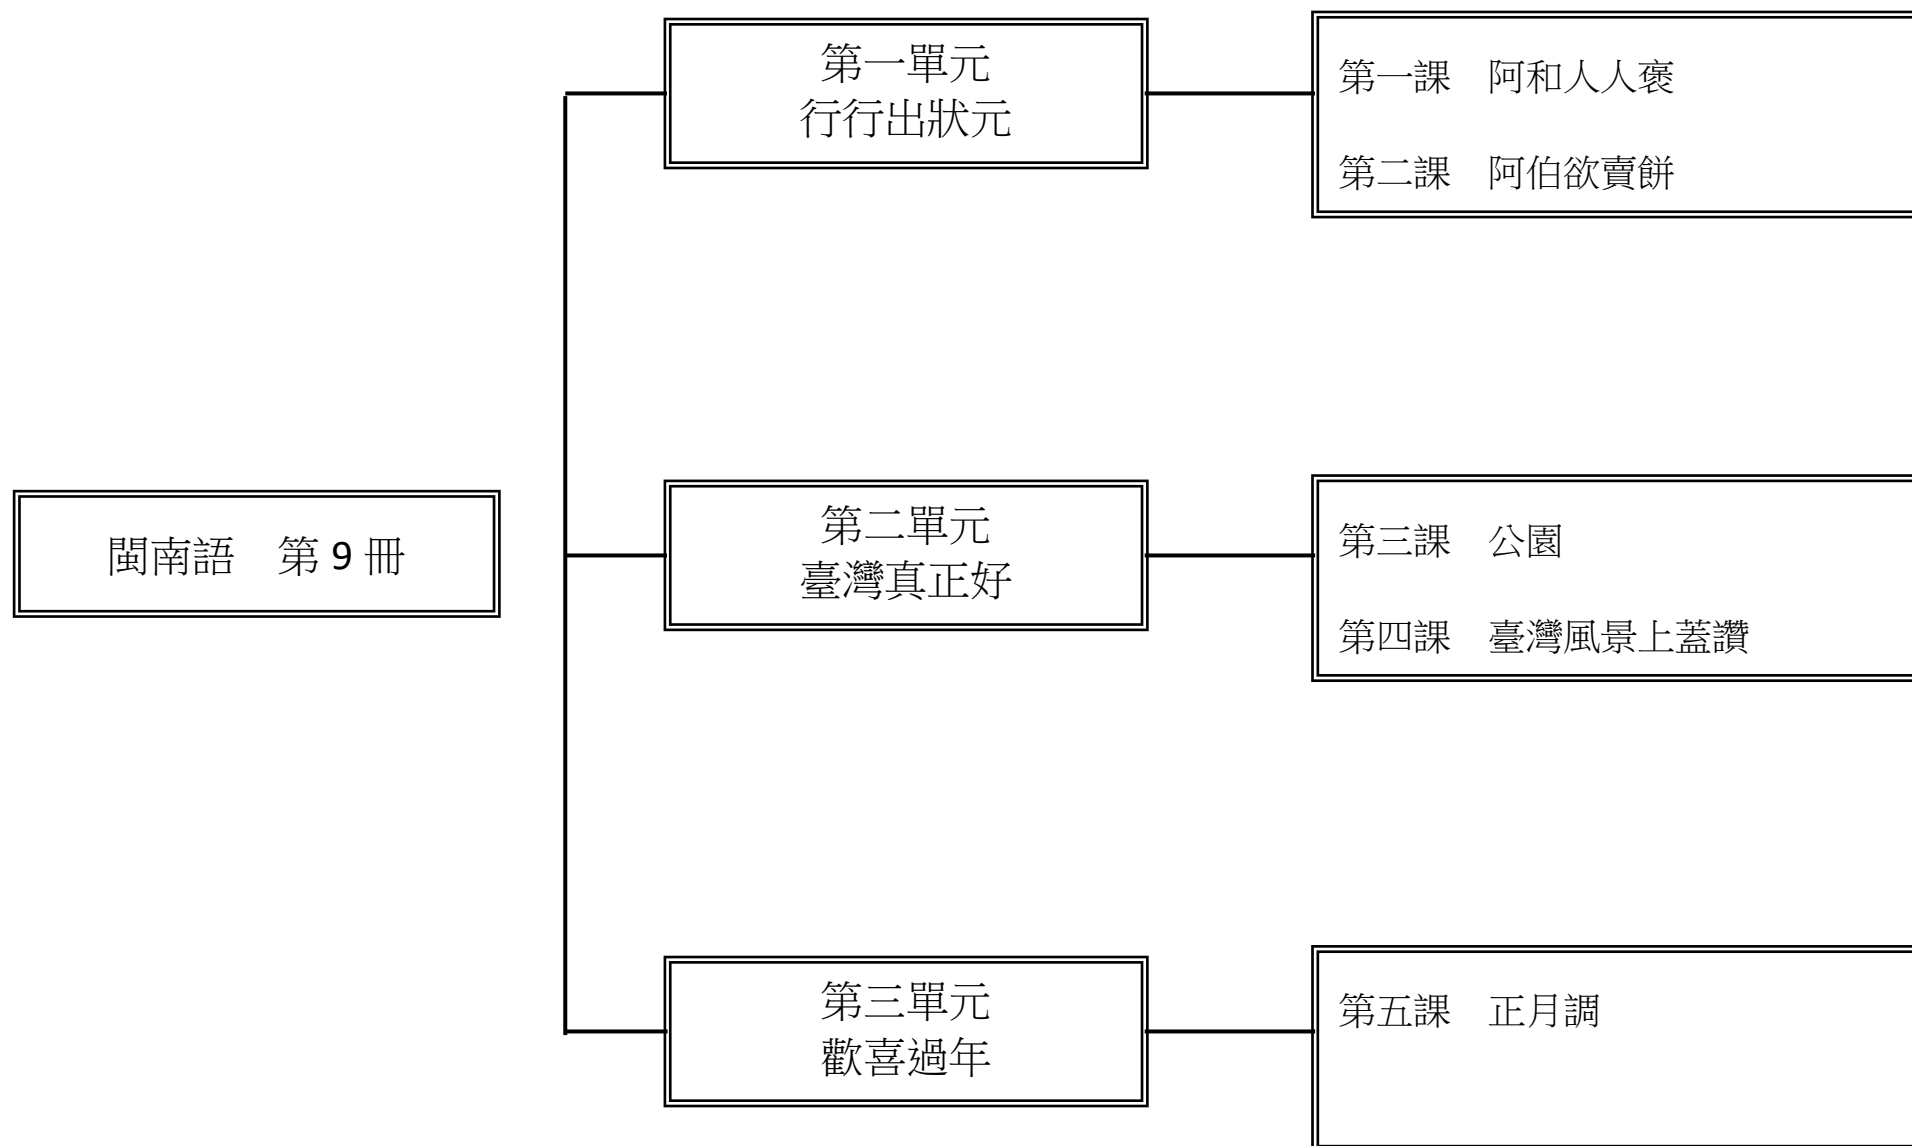 閩南語　第 9 冊
第一單元
行行出狀元
第一課　阿和人人褒
第二課　阿伯欲賣餅
第二單元
臺灣真正好
第三課　公園
第四課　臺灣風景上蓋讚
第三單元
歡喜過年
第五課　正月調